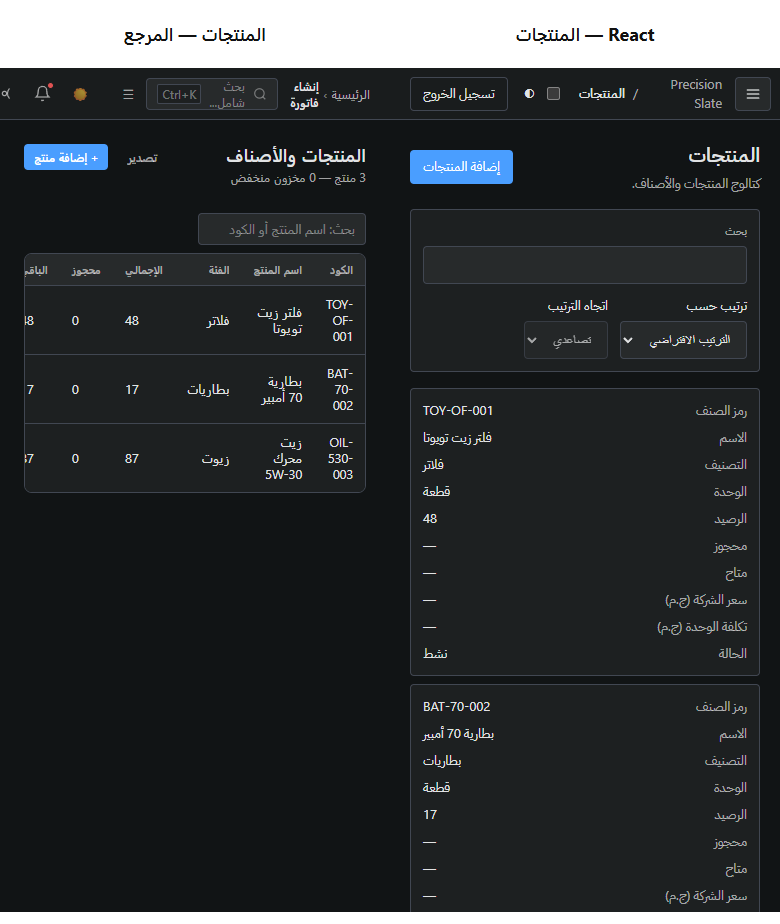 React — المنتجات
Precision Slate / المنتجات
تسجيل الخروج
المنتجات
كتالوج المنتجات والأصناف.
إضافة المنتجات
بحث
ترتيب حسب
اتجاه الترتيب
الترتيب الافتراضي
تصاعدي
رمز الصنف TOY-OF-001
الاسم فلتر زيت تويوتا
التصنيف فلاتر
الوحدة قطعة
الرصيد 48
محجوز —
متاح —
سعر الشركة (ج.م) —
تكلفة الوحدة (ج.م) —
الحالة نشط
رمز الصنف BAT-70-002
الاسم بطارية 70 أمبير
التصنيف بطاريات
الوحدة قطعة
الرصيد 17
محجوز —
متاح —
سعر الشركة (ج.م) —
المنتجات — المرجع
الرئيسية › إنشاء فاتورة
بحث شامل... Ctrl+K
المنتجات والأصناف
3 منتج — 0 مخزون منخفض
تصدير
+ إضافة منتج
بحث: اسم المنتج أو الكود
الكود اسم المنتج الفئة الإجمالي محجوز
TOY-OF-001 فلتر زيت تويوتا فلاتر 48 0
BAT-70-002 بطارية 70 أمبير بطاريات 17 0
OIL-530-003 زيت محرك 5W-30 زيوت 87 0